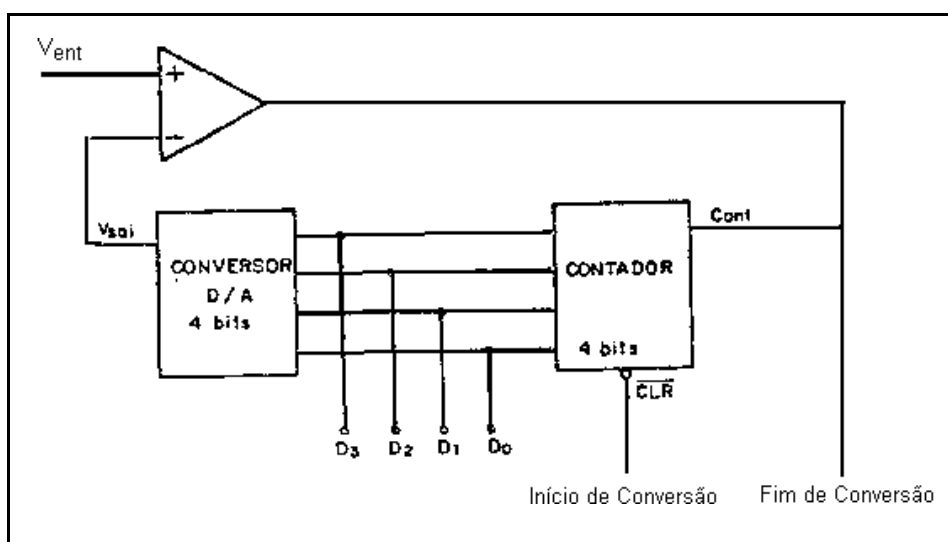 Vent
+
−
Vsai
CONVERSOR
D/A
4 bits
CONTADOR
4 bits
Cont
CLR
D3
D2
D1
D0
Início de Conversão
Fim de Conversão